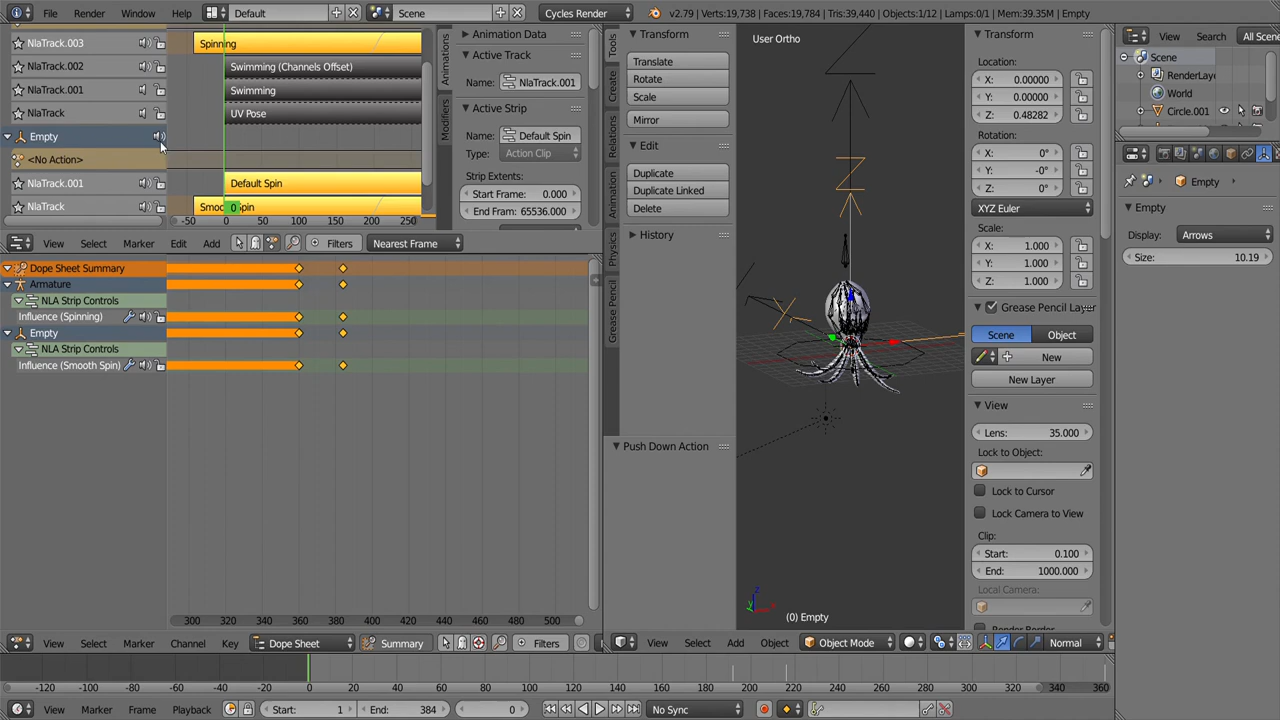 File Render Window Help Default Scene Cycles Render v2.79 | Verts:19,738 | Faces:19,784 | Tris:39,440 | Objects:1/12 | Lamps:0/1 | Mem:39.35M | Empty
NlaTrack.003
Spinning
NlaTrack.002
Swimming (Channels Offset)
NlaTrack.001
Swimming
NlaTrack
UV Pose
Empty
<No Action>
NlaTrack.001
Default Spin
NlaTrack
0
-50 0 50 100 150 200 250
Animations
Modifiers
Animation Data
Active Track
Name: NlaTrack.001
Active Strip
Name: Default Spin
Type: Action Clip
Strip Extents:
Start Frame: 0.000
End Fram: 65536.000
View Select Marker Edit Add Filters Nearest Frame
Dope Sheet Summary
Armature
NLA Strip Controls
Influence (Spinning)
Empty
NLA Strip Controls
Influence (Smooth Spin)
300 320 340 360 380 400 420 440 460 480 500
View Select Marker Channel Key Dope Sheet Summary Filters
Tools
Create
Relations
Animation
Physics
Grease Pencil
Transform
Translate
Rotate
Scale
Mirror
Edit
Duplicate
Duplicate Linked
Delete
History
Push Down Action
User Ortho
(0) Empty
View Select Add Object Object Mode Normal
Transform
Location:
X: 0.00000
Y: 0.00000
Z: 0.48282
Rotation:
X: 0°
Y: -0°
Z: 0°
XYZ Euler
Scale:
X: 1.000
Y: 1.000
Z: 1.000
Grease Pencil Layer
Scene Object
New
New Layer
View
Lens: 35.000
Lock to Object:
Lock to Cursor
Lock Camera to View
Clip:
Start: 0.100
End: 1000.000
Local Camera:
View Search All Scene
Scene
RenderLaye
World
Circle.001
Empty
Empty
Display: Arrows
Size: 10.19
-120 -100 -80 -60 -40 -20 0 20 40 60 80 100 120 140 160 180 200 220 240 260 280 300 320 340 360
View Marker Frame Playback Start: 1 End: 384 0 No Sync